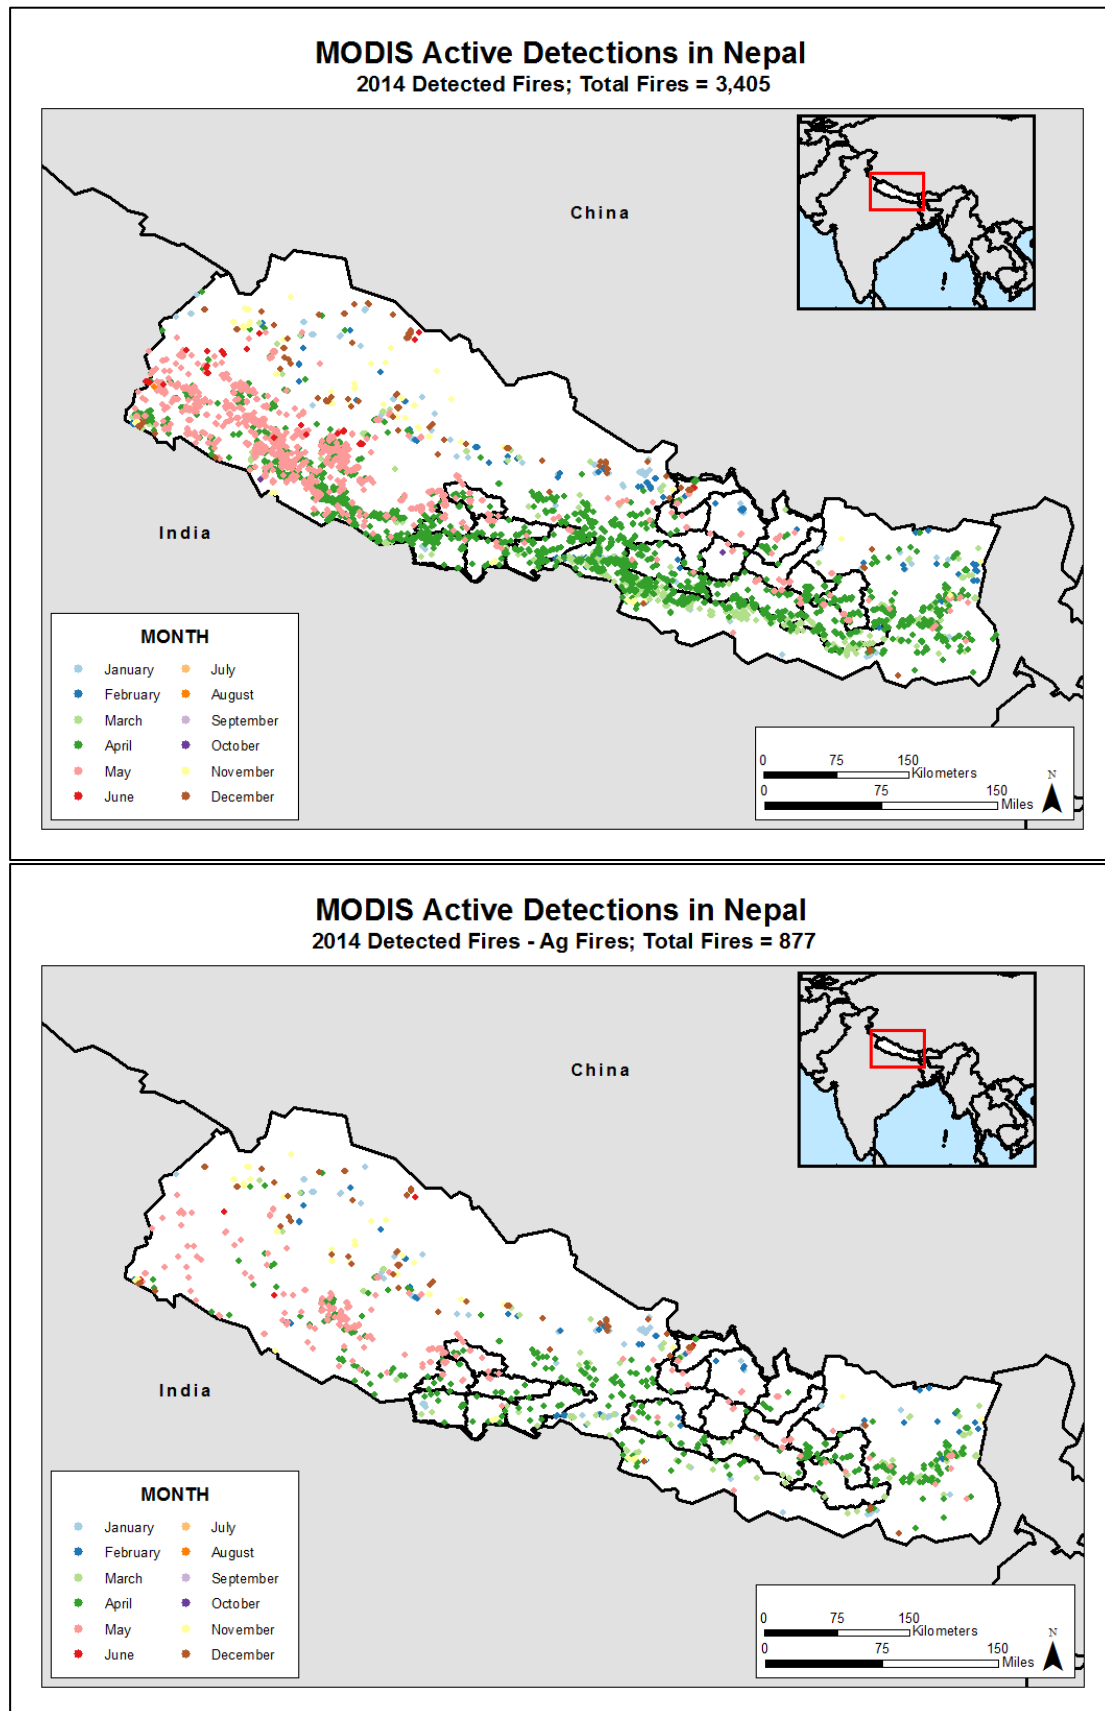 MODIS Active Detections in Nepal
2014 Detected Fires; Total Fires = 3,405
China
India
MONTH
January July
February August
March September
April October
May November
June December
0 75 150
Kilometers
0 75 150
Miles
N
MODIS Active Detections in Nepal
2014 Detected Fires - Ag Fires; Total Fires = 877
China
India
MONTH
January July
February August
March September
April October
May November
June December
0 75 150
Kilometers
0 75 150
Miles
N